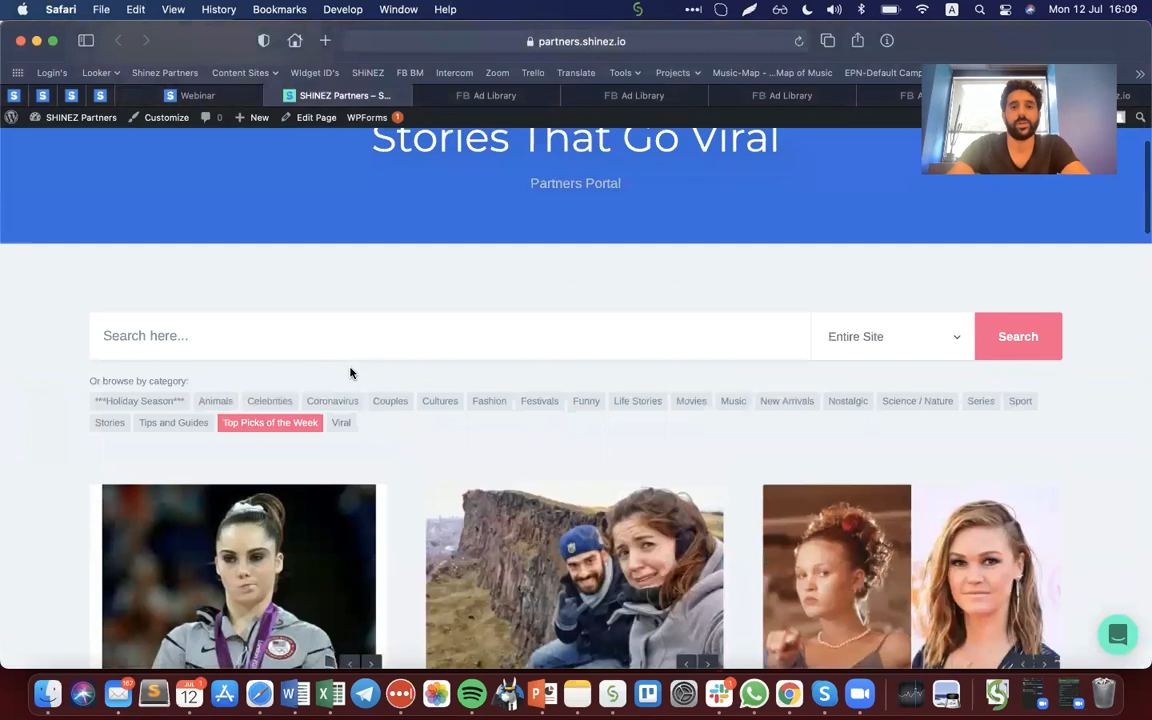 Safari File Edit View History Bookmarks Develop Window Help A Mon 12 Jul 16:09
partners.shinez.io
Login's Looker Shinez Partners Content Sites Widget ID's SHiNEZ FB BM Intercom Zoom Trello Translate Tools Projects Music-Map - ...Map of Music EPN-Default Camp
S S S S S Webinar S SHINEZ Partners – S... FB Ad Library FB Ad Library FB Ad Library FB A .io
SHINEZ Partners Customize 0 New Edit Page WPForms 1
Stories That Go Viral
Partners Portal
Search here... Entire Site Search
Or browse by category:
***Holiday Season*** Animals Celebrities Coronavirus Couples Cultures Fashion Festivals Funny Life Stories Movies Music New Arrivals Nostalgic Science / Nature Series Sport
Stories Tips and Guides Top Picks of the Week Viral